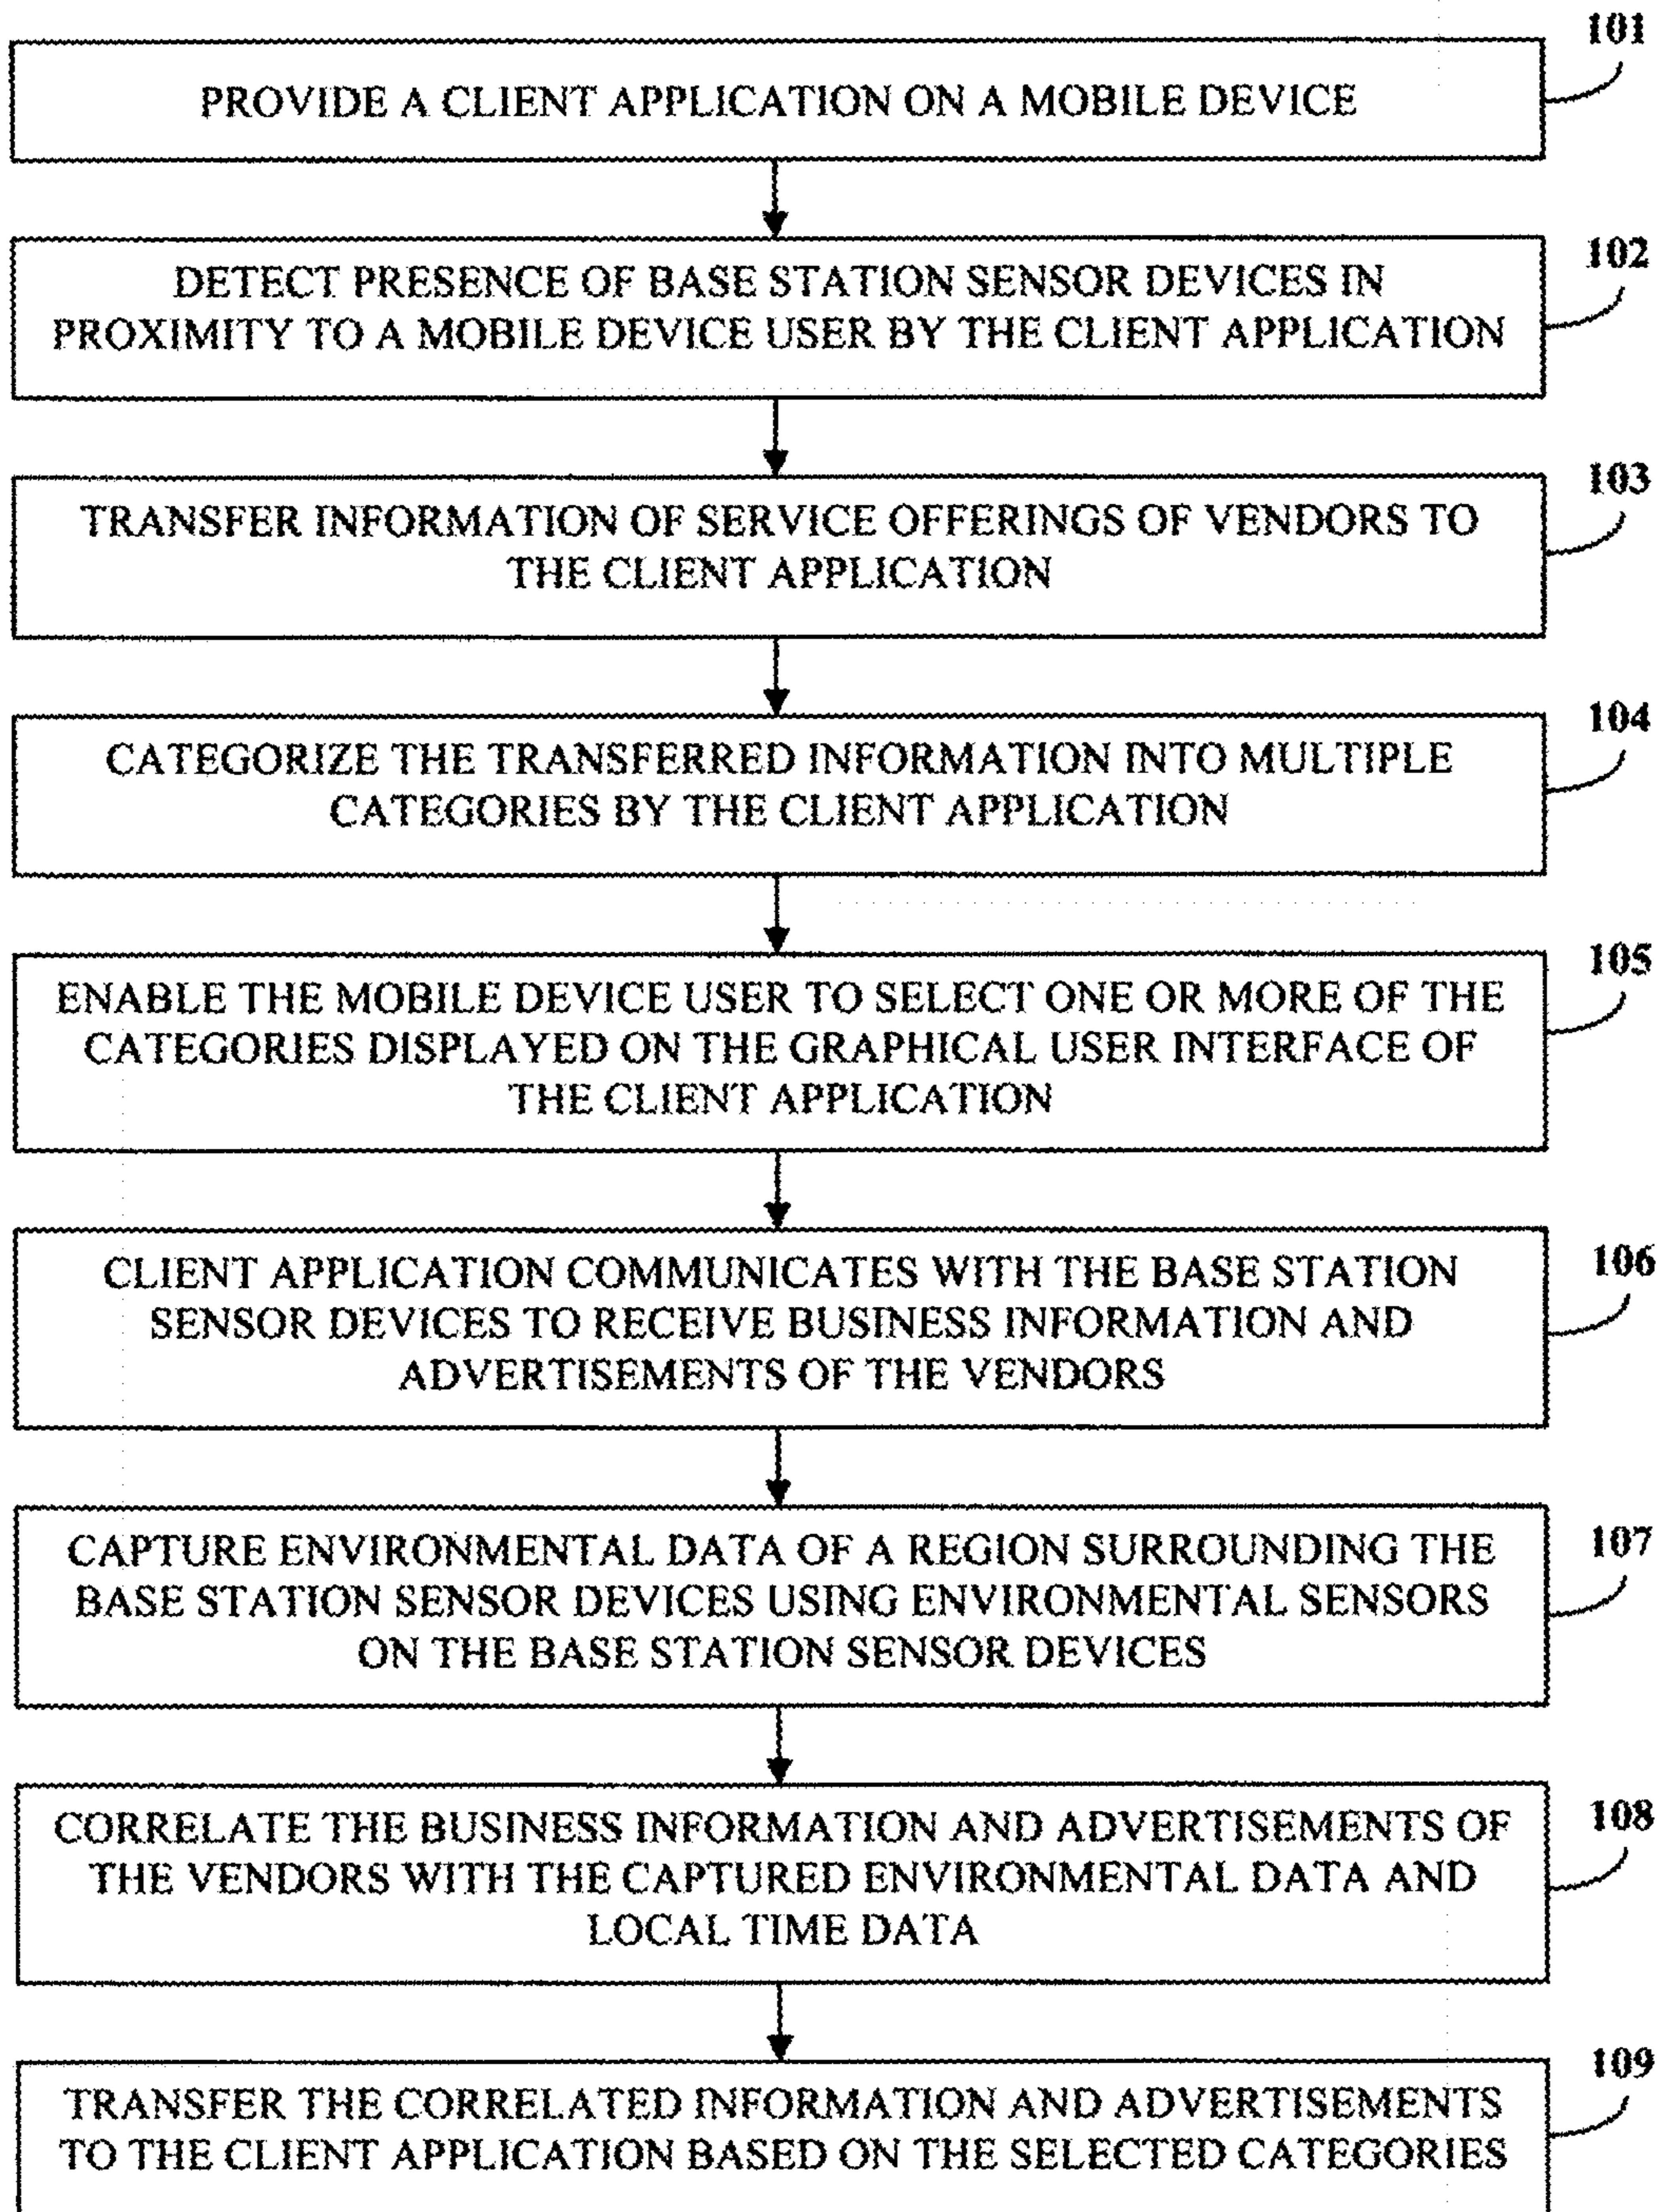 101
PROVIDE A CLIENT APPLICATION ON A MOBILE DEVICE
102
DETECT PRESENCE OF BASE STATION SENSOR DEVICES IN
PROXIMITY TO A MOBILE DEVICE USER BY THE CLIENT APPLICATION
103
TRANSFER INFORMATION OF SERVICE OFFERINGS OF VENDORS TO
THE CLIENT APPLICATION
104
CATEGORIZE THE TRANSFERRED INFORMATION INTO MULTIPLE
CATEGORIES BY THE CLIENT APPLICATION
105
ENABLE THE MOBILE DEVICE USER TO SELECT ONE OR MORE OF THE
CATEGORIES DISPLAYED ON THE GRAPHICAL USER INTERFACE OF
THE CLIENT APPLICATION
106
CLIENT APPLICATION COMMUNICATES WITH THE BASE STATION
SENSOR DEVICES TO RECEIVE BUSINESS INFORMATION AND
ADVERTISEMENTS OF THE VENDORS
107
CAPTURE ENVIRONMENTAL DATA OF A REGION SURROUNDING THE
BASE STATION SENSOR DEVICES USING ENVIRONMENTAL SENSORS
ON THE BASE STATION SENSOR DEVICES
108
CORRELATE THE BUSINESS INFORMATION AND ADVERTISEMENTS OF
THE VENDORS WITH THE CAPTURED ENVIRONMENTAL DATA AND
LOCAL TIME DATA
109
TRANSFER THE CORRELATED INFORMATION AND ADVERTISEMENTS
TO THE CLIENT APPLICATION BASED ON THE SELECTED CATEGORIES